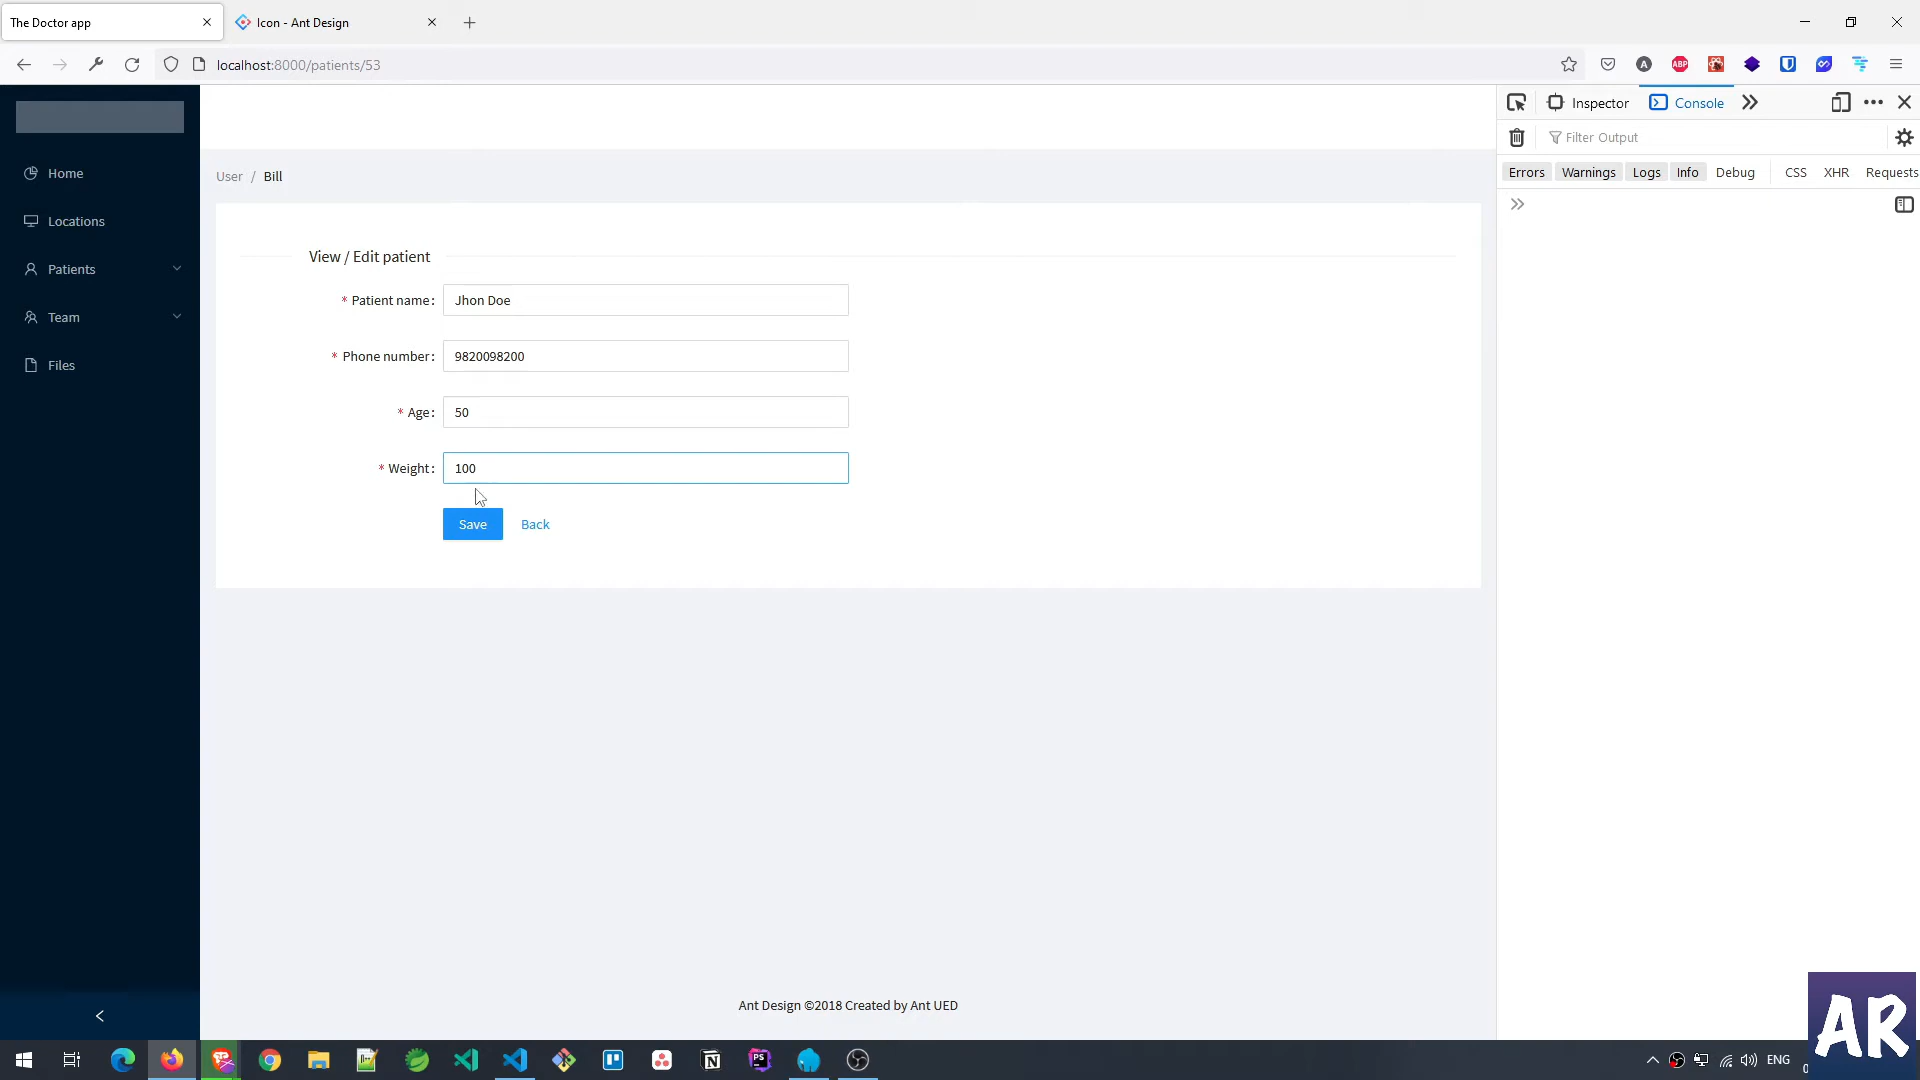 The Doctor app
Icon - Ant Design
localhost:8000/patients/53
ABP
A
Inspector
Console
Filter Output
Errors Warnings Logs Info Debug CSS XHR Requests
Home
Locations
Patients
Team
Files
User / Bill
View / Edit patient
* Patient name: Jhon Doe
* Phone number: 9820098200
* Age: 50
* Weight: 100
Save Back
Ant Design ©2018 Created by Ant UED
PS
N
ENG
AR